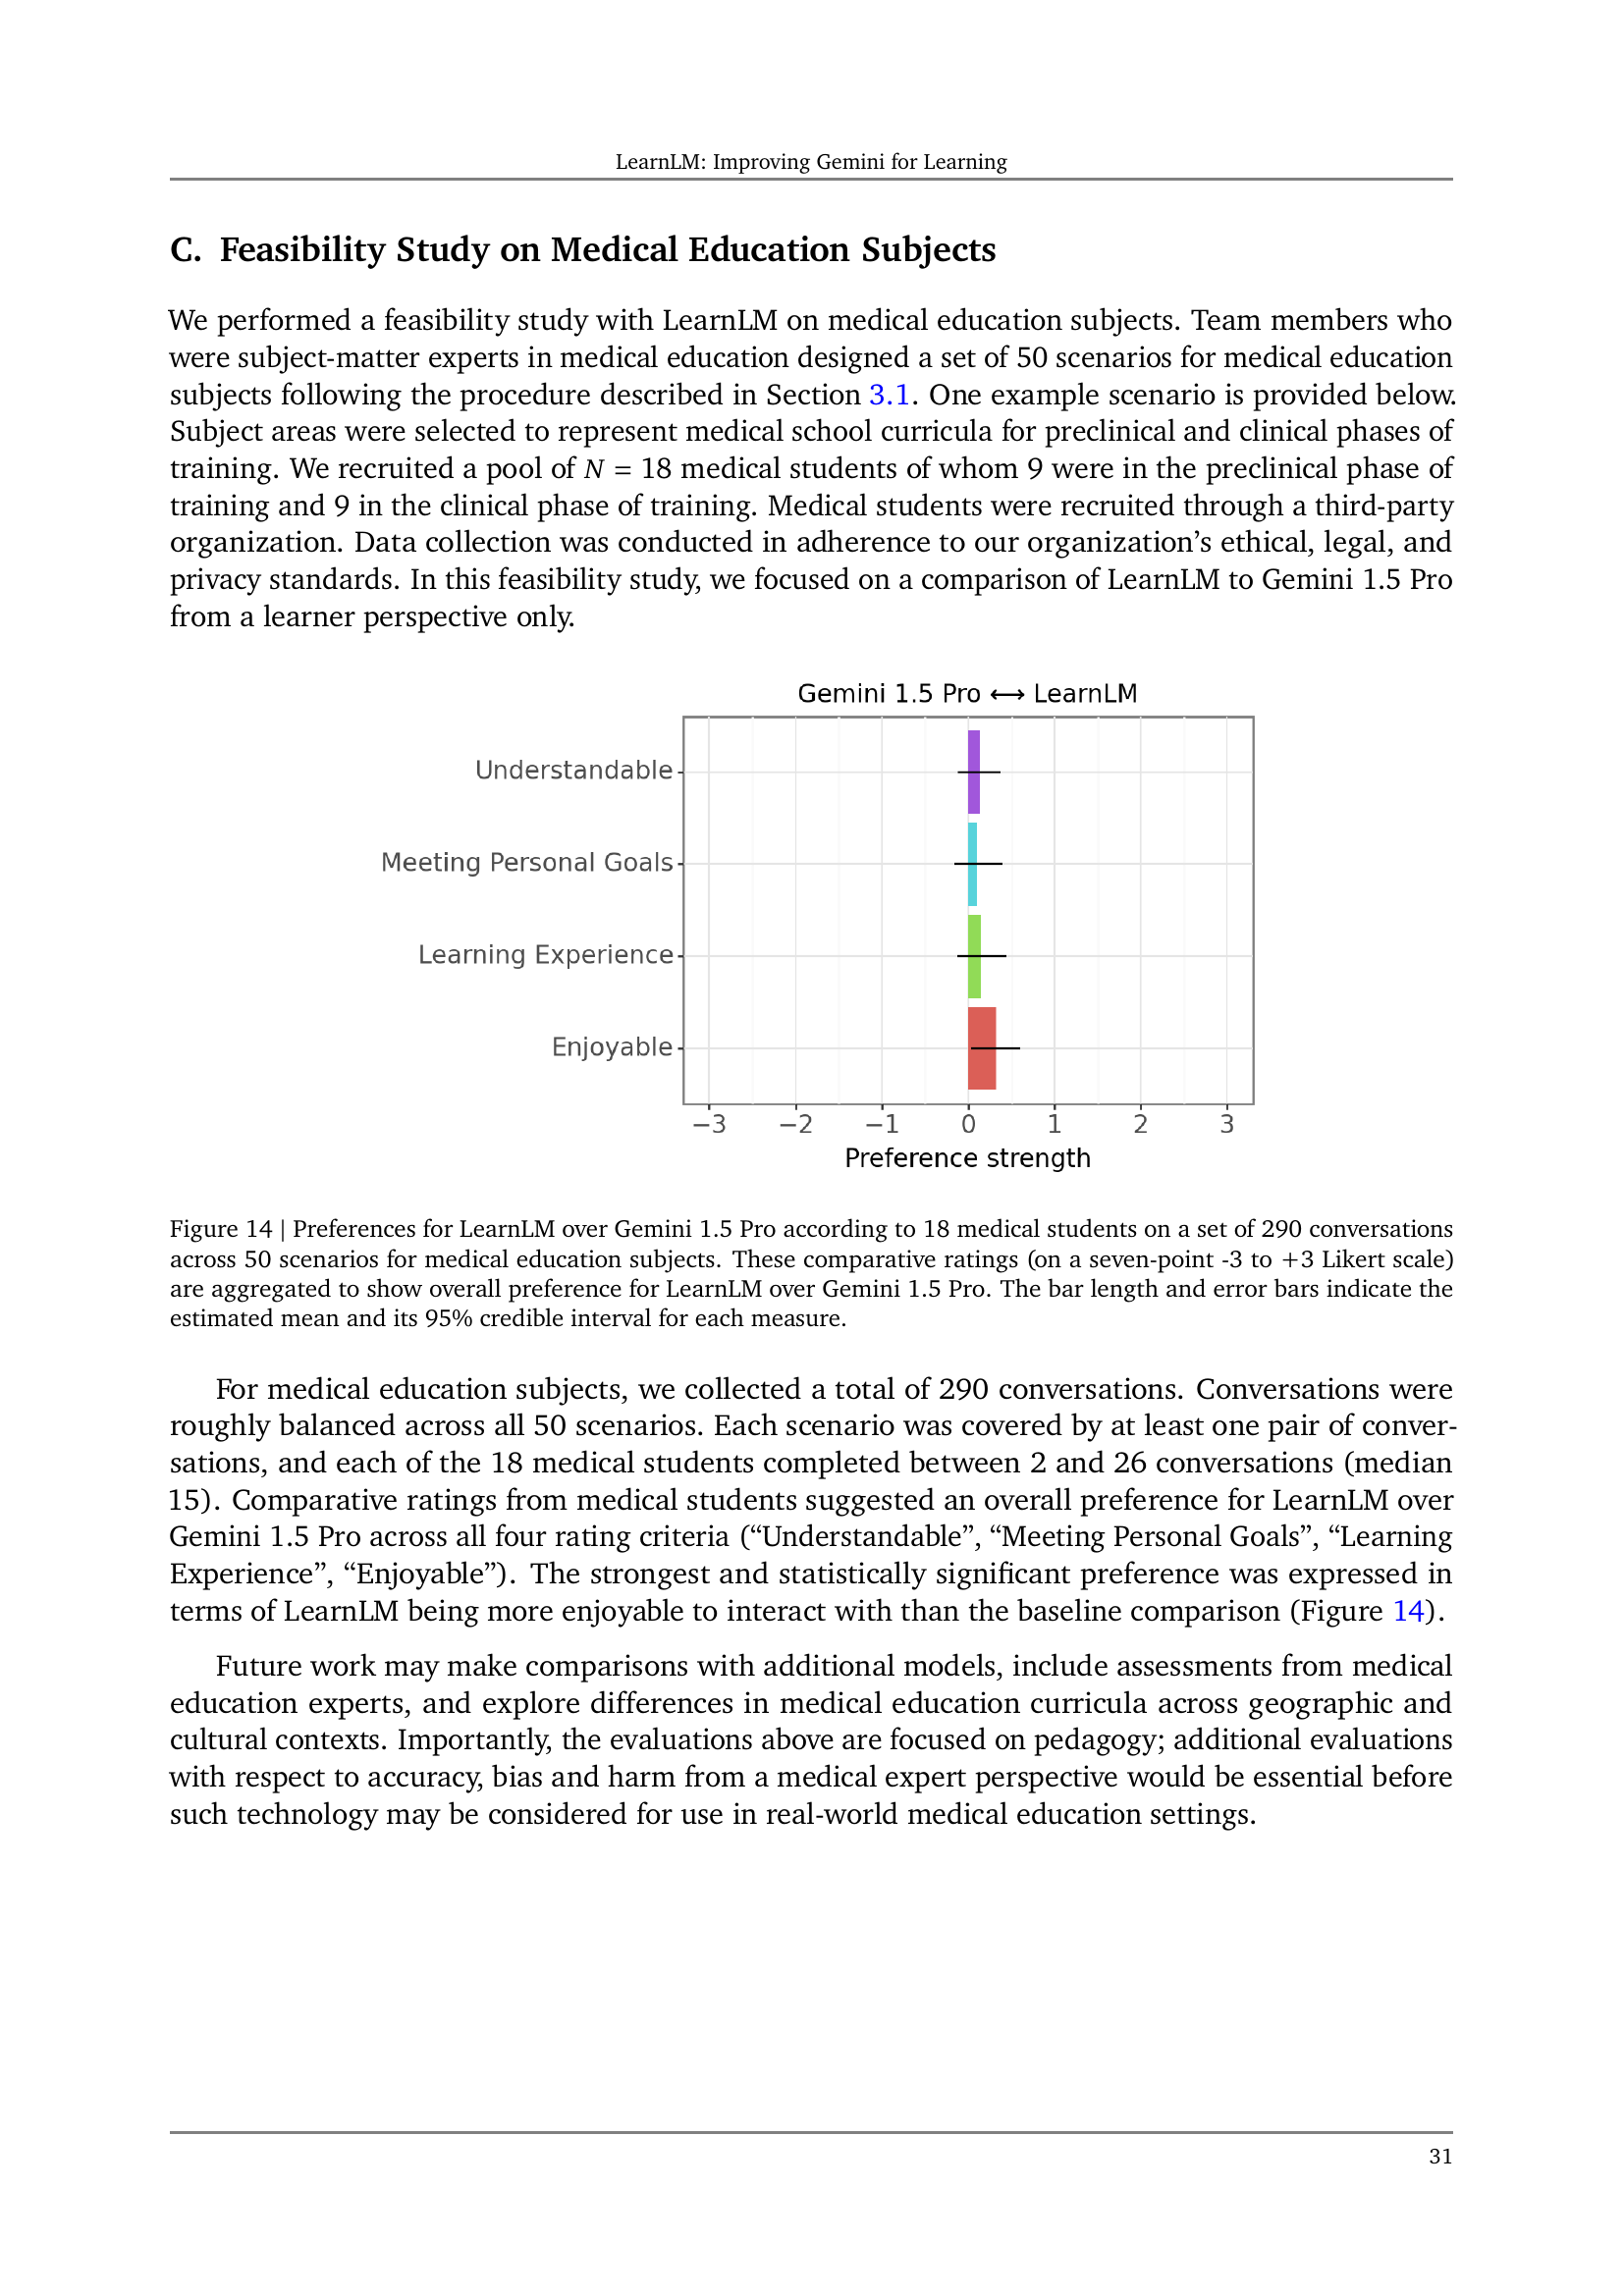 LearnLM: Improving Gemini for Learning
C. Feasibility Study on Medical Education Subjects
We performed a feasibility study with LearnLM on medical education subjects. Team members who
were subject-matter experts in medical education designed a set of 50 scenarios for medical education
subjects following the procedure described in Section 3.1. One example scenario is provided below.
Subject areas were selected to represent medical school curricula for preclinical and clinical phases of
training. We recruited a pool of N = 18 medical students of whom 9 were in the preclinical phase of
training and 9 in the clinical phase of training. Medical students were recruited through a third-party
organization. Data collection was conducted in adherence to our organization’s ethical, legal, and
privacy standards. In this feasibility study, we focused on a comparison of LearnLM to Gemini 1.5 Pro
from a learner perspective only.
Gemini 1.5 Pro ⟷ LearnLM
Understandable
Meeting Personal Goals
Learning Experience
Enjoyable
−3 −2 −1 0 1 2 3
Preference strength
Figure 14 | Preferences for LearnLM over Gemini 1.5 Pro according to 18 medical students on a set of 290 conversations
across 50 scenarios for medical education subjects. These comparative ratings (on a seven-point -3 to +3 Likert scale)
are aggregated to show overall preference for LearnLM over Gemini 1.5 Pro. The bar length and error bars indicate the
estimated mean and its 95% credible interval for each measure.
For medical education subjects, we collected a total of 290 conversations. Conversations were
roughly balanced across all 50 scenarios. Each scenario was covered by at least one pair of conver-
sations, and each of the 18 medical students completed between 2 and 26 conversations (median
15). Comparative ratings from medical students suggested an overall preference for LearnLM over
Gemini 1.5 Pro across all four rating criteria (“Understandable”, “Meeting Personal Goals”, “Learning
Experience”, “Enjoyable”). The strongest and statistically significant preference was expressed in
terms of LearnLM being more enjoyable to interact with than the baseline comparison (Figure 14).
Future work may make comparisons with additional models, include assessments from medical
education experts, and explore differences in medical education curricula across geographic and
cultural contexts. Importantly, the evaluations above are focused on pedagogy; additional evaluations
with respect to accuracy, bias and harm from a medical expert perspective would be essential before
such technology may be considered for use in real-world medical education settings.
31